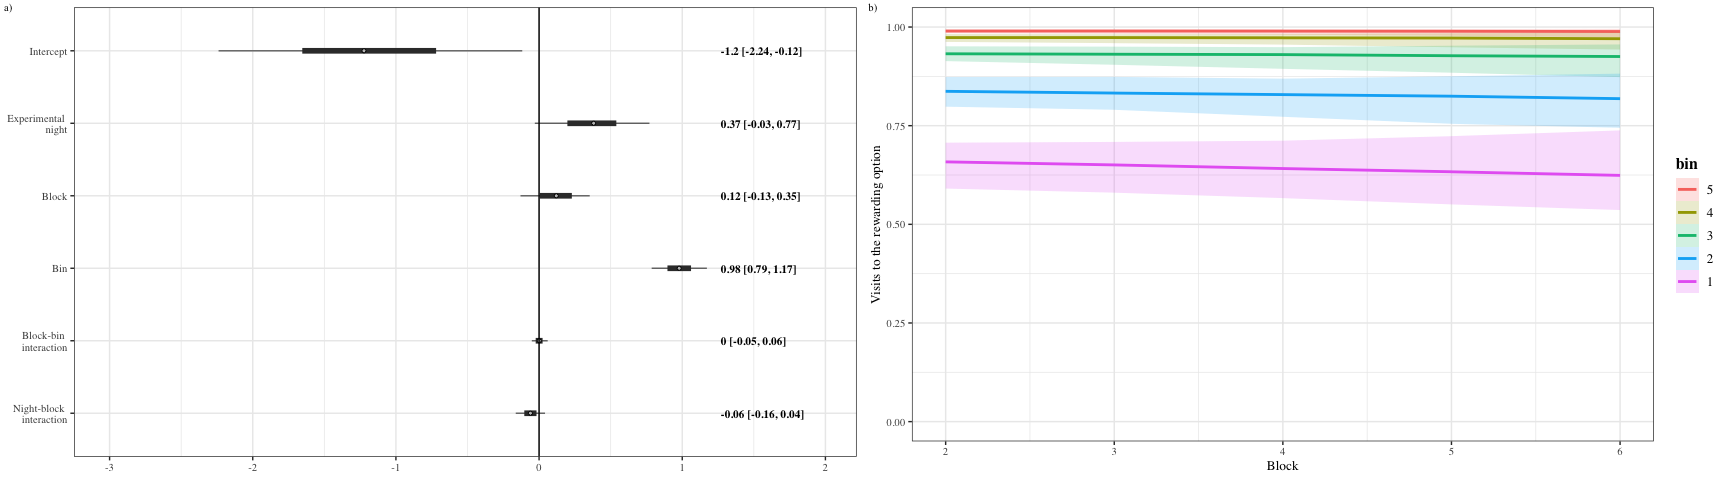 a)
Intercept
-1.2 [-2.24, -0.12]
Experimental
night
0.37 [-0.03, 0.77]
Block
0.12 [-0.13, 0.35]
Bin
0.98 [0.79, 1.17]
Block-bin
interaction
0 [-0.05, 0.06]
Night-block
interaction
-0.06 [-0.16, 0.04]
-3 -2 -1 0 1 2
b)
Visits to the rewarding option
1.00
0.75
0.50
0.25
0.00
2 3 4 5 6
Block
bin
5
4
3
2
1